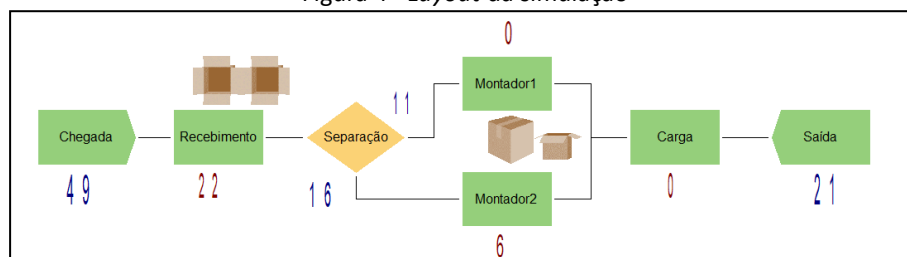 Figura 4 - Layout da simulação
0
Montador1
11
Chegada
Recebimento
Separação
Carga
Saída
49
22
16
Montador2
0
21
6